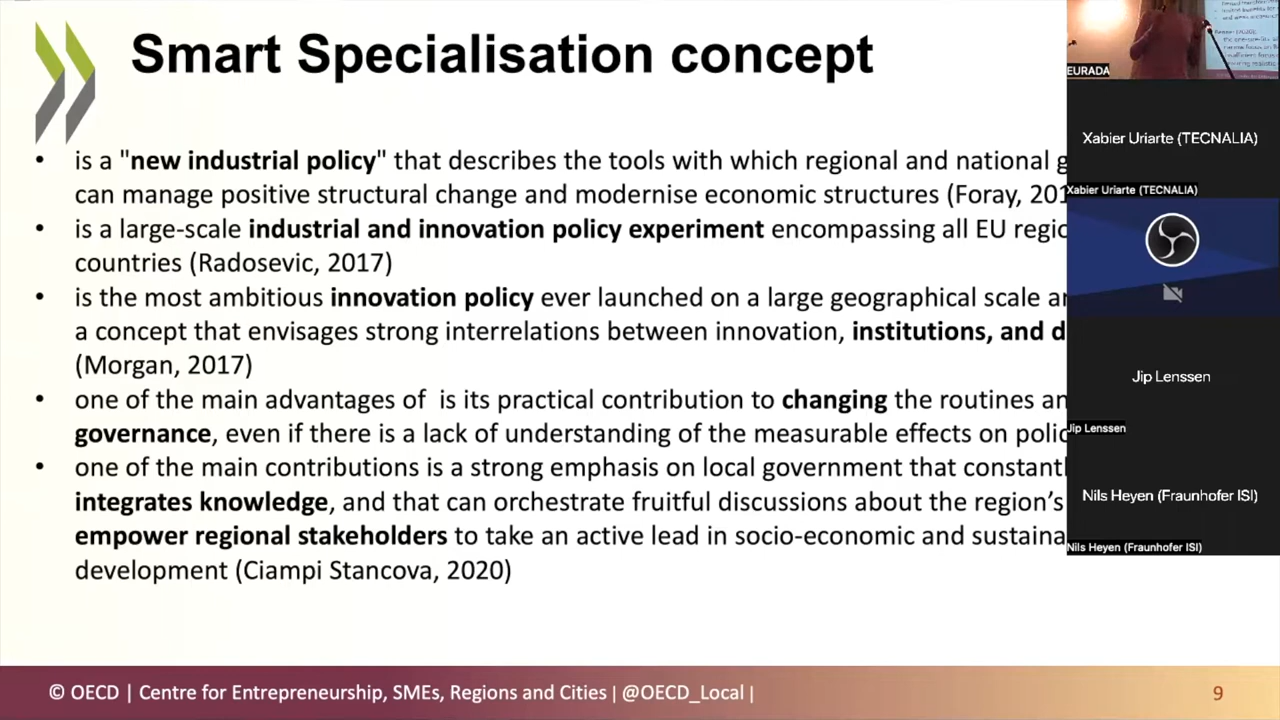 Smart Specialisation concept
• is a "new industrial policy" that describes the tools with which regional and national g
can manage positive structural change and modernise economic structures (Foray, 201
• is a large-scale industrial and innovation policy experiment encompassing all EU regio
countries (Radosevic, 2017)
• is the most ambitious innovation policy ever launched on a large geographical scale a
a concept that envisages strong interrelations between innovation, institutions, and d
(Morgan, 2017)
• one of the main advantages of  is its practical contribution to changing the routines an
governance, even if there is a lack of understanding of the measurable effects on polic
• one of the main contributions is a strong emphasis on local government that constantl
integrates knowledge, and that can orchestrate fruitful discussions about the region's
empower regional stakeholders to take an active lead in socio-economic and sustaina
development (Ciampi Stancova, 2020)
© OECD | Centre for Entrepreneurship, SMEs, Regions and Cities | @OECD_Local |
9
EURADA
Xabier Uriarte (TECNALIA)
Xabier Uriarte (TECNALIA)
Jip Lenssen
Jip Lenssen
Nils Heyen (Fraunhofer ISI)
Nils Heyen (Fraunhofer ISI)